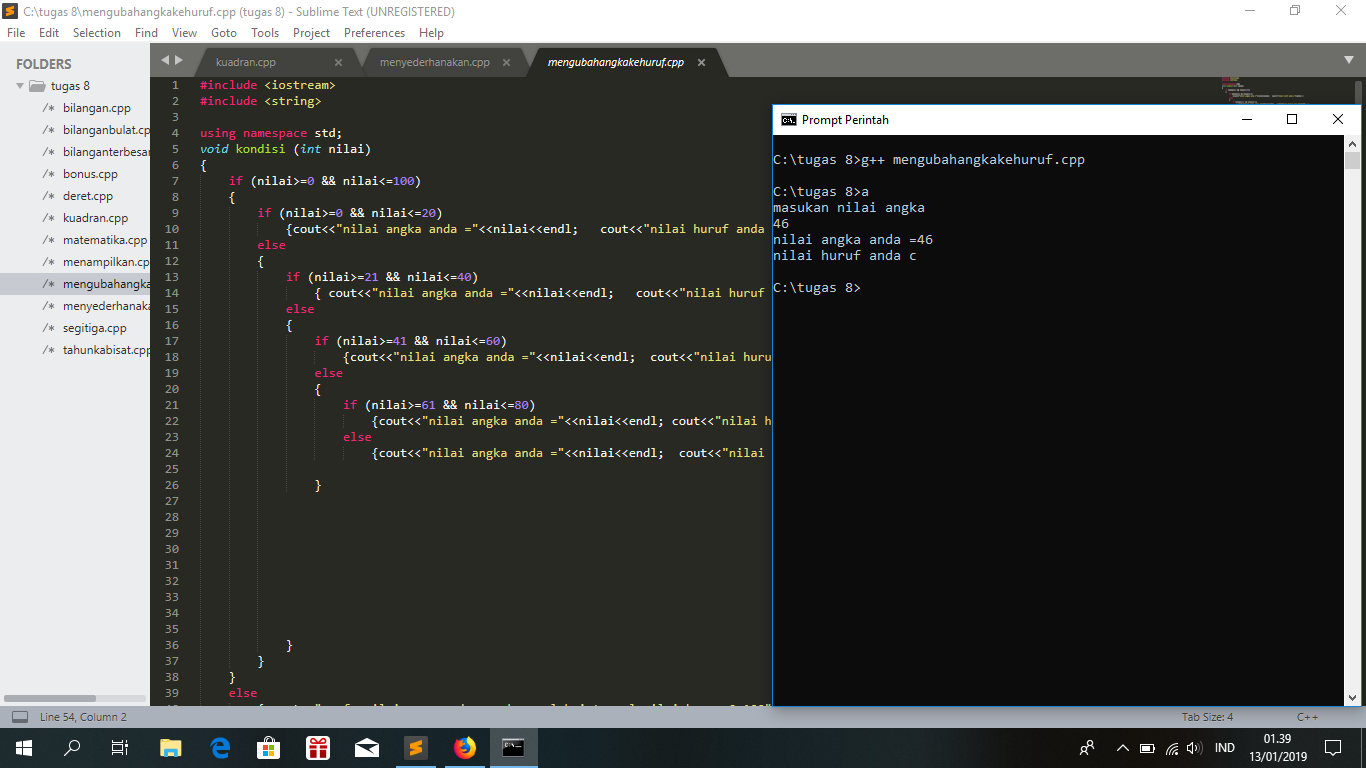 C:\tugas 8\mengubahangkakehuruf.cpp (tugas 8) - Sublime Text (UNREGISTERED)
File Edit Selection Find View Goto Tools Project Preferences Help
FOLDERS
tugas 8
/* bilangan.cpp
/* bilanganbulat.cp
/* bilanganterbesa
/* bonus.cpp
/* deret.cpp
/* kuadran.cpp
/* matematika.cpp
/* menampilkan.cp
/* mengubahangka
/* menyederhanaka
/* segitiga.cpp
/* tahunkabisat.cpp
kuadran.cpp × menyederhanakan.cpp × mengubahangkakehuruf.cpp ×
1 #include <iostream>
2 #include <string>
3
4 using namespace std;
5 void kondisi (int nilai)
6 {
7 if (nilai>=0 && nilai<=100)
8 {
9 if (nilai>=0 && nilai<=20)
10 {cout<<"nilai angka anda ="<<nilai<<endl; cout<<"nilai huruf anda
11 else
12 {
13 if (nilai>=21 && nilai<=40)
14 { cout<<"nilai angka anda ="<<nilai<<endl; cout<<"nilai huruf
15 else
16 {
17 if (nilai>=41 && nilai<=60)
18 {cout<<"nilai angka anda ="<<nilai<<endl; cout<<"nilai huru
19 else
20 {
21 if (nilai>=61 && nilai<=80)
22 {cout<<"nilai angka anda ="<<nilai<<endl; cout<<"nilai h
23 else
24 {cout<<"nilai angka anda ="<<nilai<<endl; cout<<"nilai
25
26 }
27
28
29
30
31
32
33
34
35
36 }
37 }
38 }
39 else
Prompt Perintah
C:\tugas 8>g++ mengubahangkakehuruf.cpp
C:\tugas 8>a
masukan nilai angka
46
nilai angka anda =46
nilai huruf anda c
C:\tugas 8>
Line 54, Column 2
Tab Size: 4 C++
IND
01.39
13/01/2019